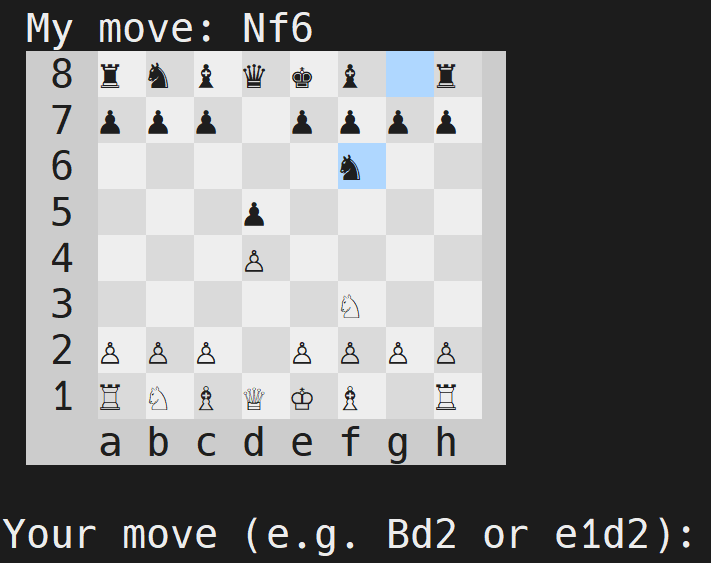 My move: Nf6
8 ♜ ♞ ♝ ♛ ♚ ♝ ♜
7 ♟ ♟ ♟ ♟ ♟ ♟ ♟
6 ♞
5 ♟
4 ♙
3 ♘
2 ♙ ♙ ♙ ♙ ♙ ♙ ♙
1 ♖ ♘ ♗ ♕ ♔ ♗ ♖
a b c d e f g h
Your move (e.g. Bd2 or e1d2):